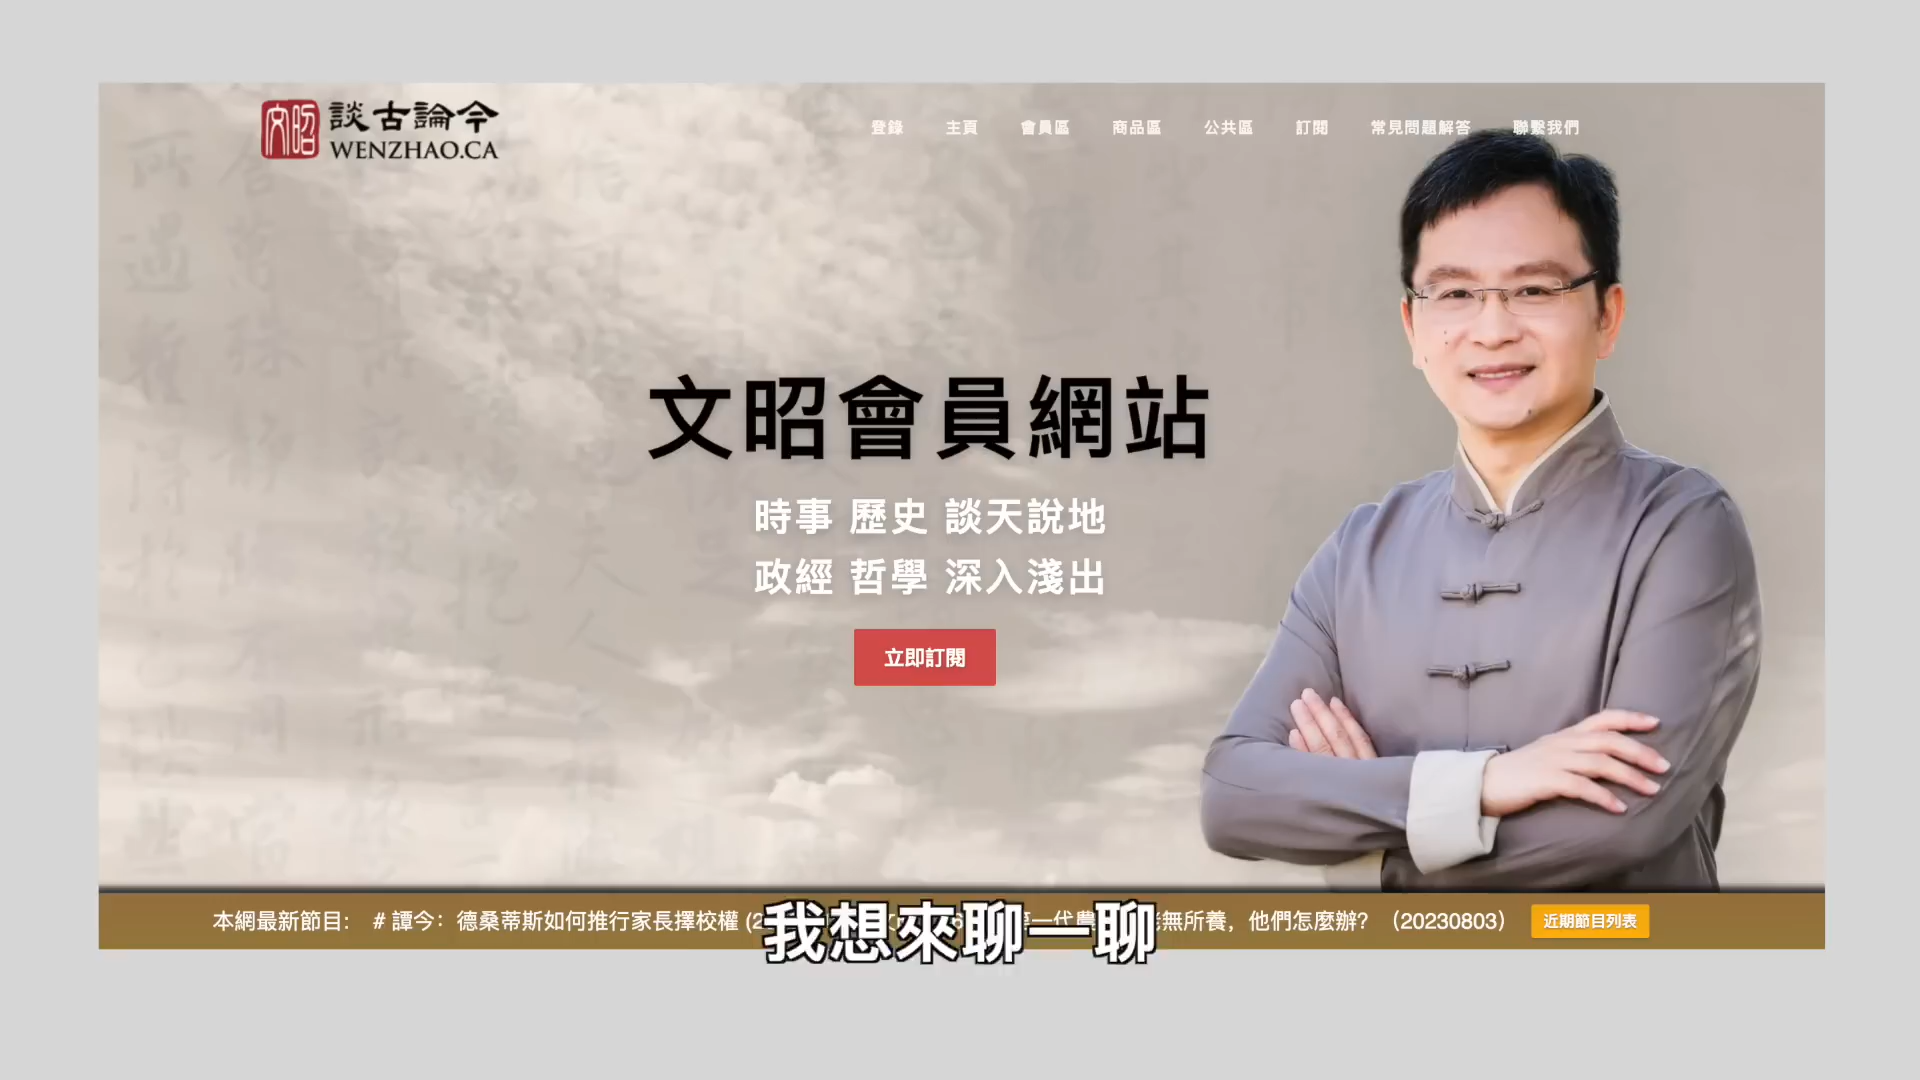 文昭 談古論今
WENZHAO.CA
登錄 主頁 會員區 商品區 公共區 訂閱 常見問題解答 聯繫我們
文昭會員網站
時事 歷史 談天說地
政經 哲學 深入淺出
立即訂閱
本網最新節目： # 譚今：德桑蒂斯如何推行家長擇校權 (2 無所養，他們怎麼辦？（20230803） 近期節目列表
我想來聊一聊